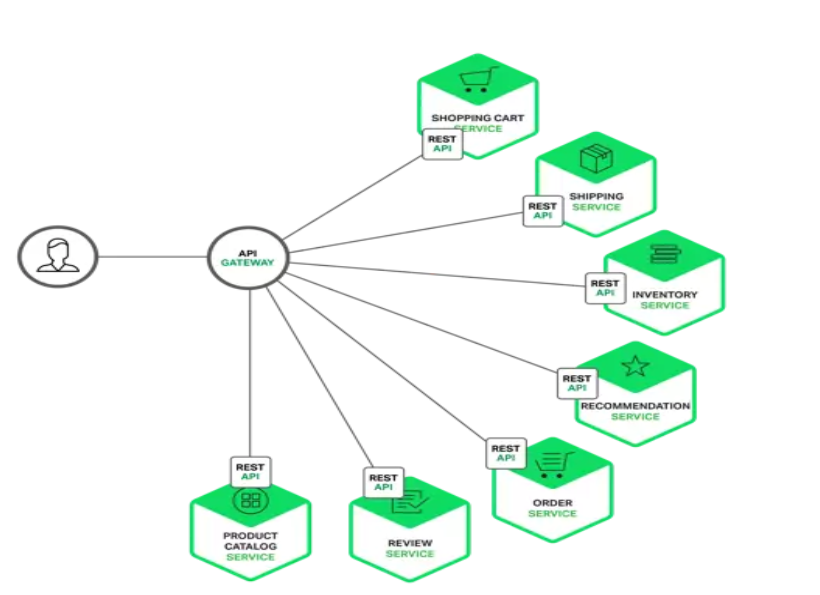 SHOPPING CART
SERVICE
REST
API
SHIPPING
SERVICE
REST
API
API
GATEWAY
REST
API
INVENTORY
SERVICE
REST
API
RECOMMENDATION
SERVICE
REST
API
ORDER
SERVICE
REST
API
REVIEW
SERVICE
REST
API
PRODUCT
CATALOG
SERVICE